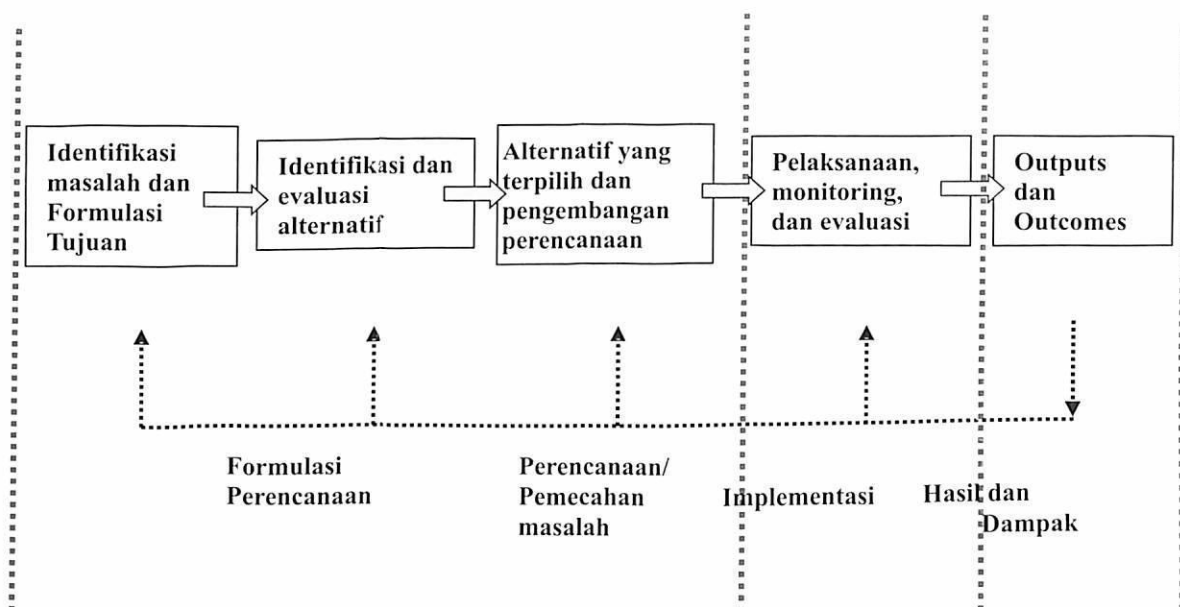 Identifikasi
masalah dan
Formulasi
Tujuan
Identifikasi dan
evaluasi
alternatif
Alternatif yang
terpilih dan
pengembangan
perencanaan
Pelaksanaan,
monitoring,
dan evaluasi
Outputs
dan
Outcomes
Formulasi
Perencanaan
Perencanaan/
Pemecahan
masalah
Implementasi
Hasil dan
Dampak